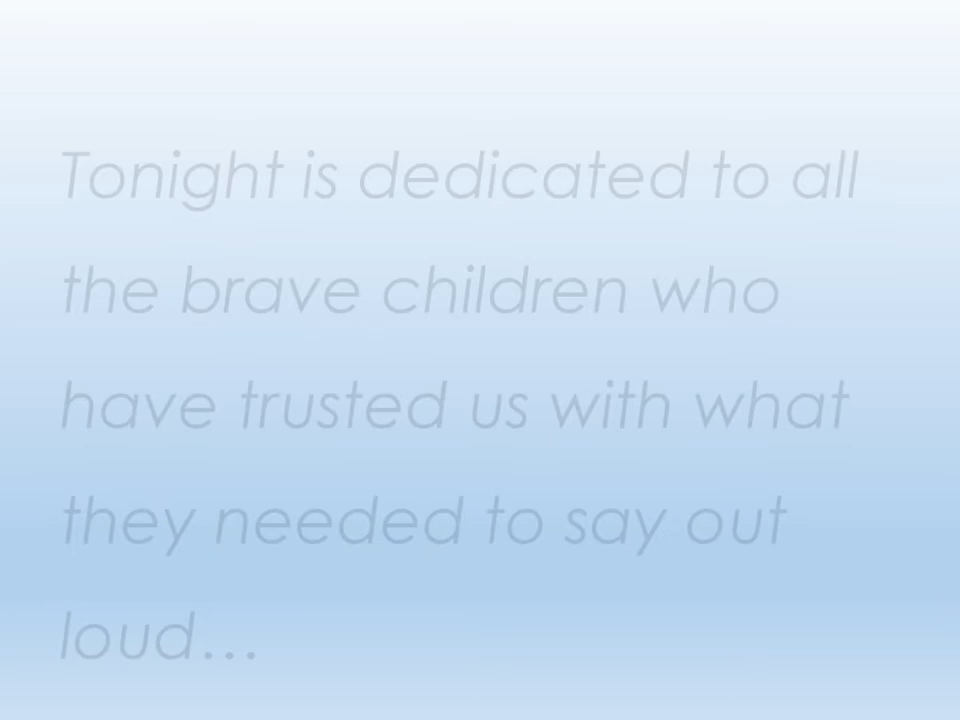 Tonight is dedicated to all
the brave children who
have trusted us with what
they needed to say out
loud…